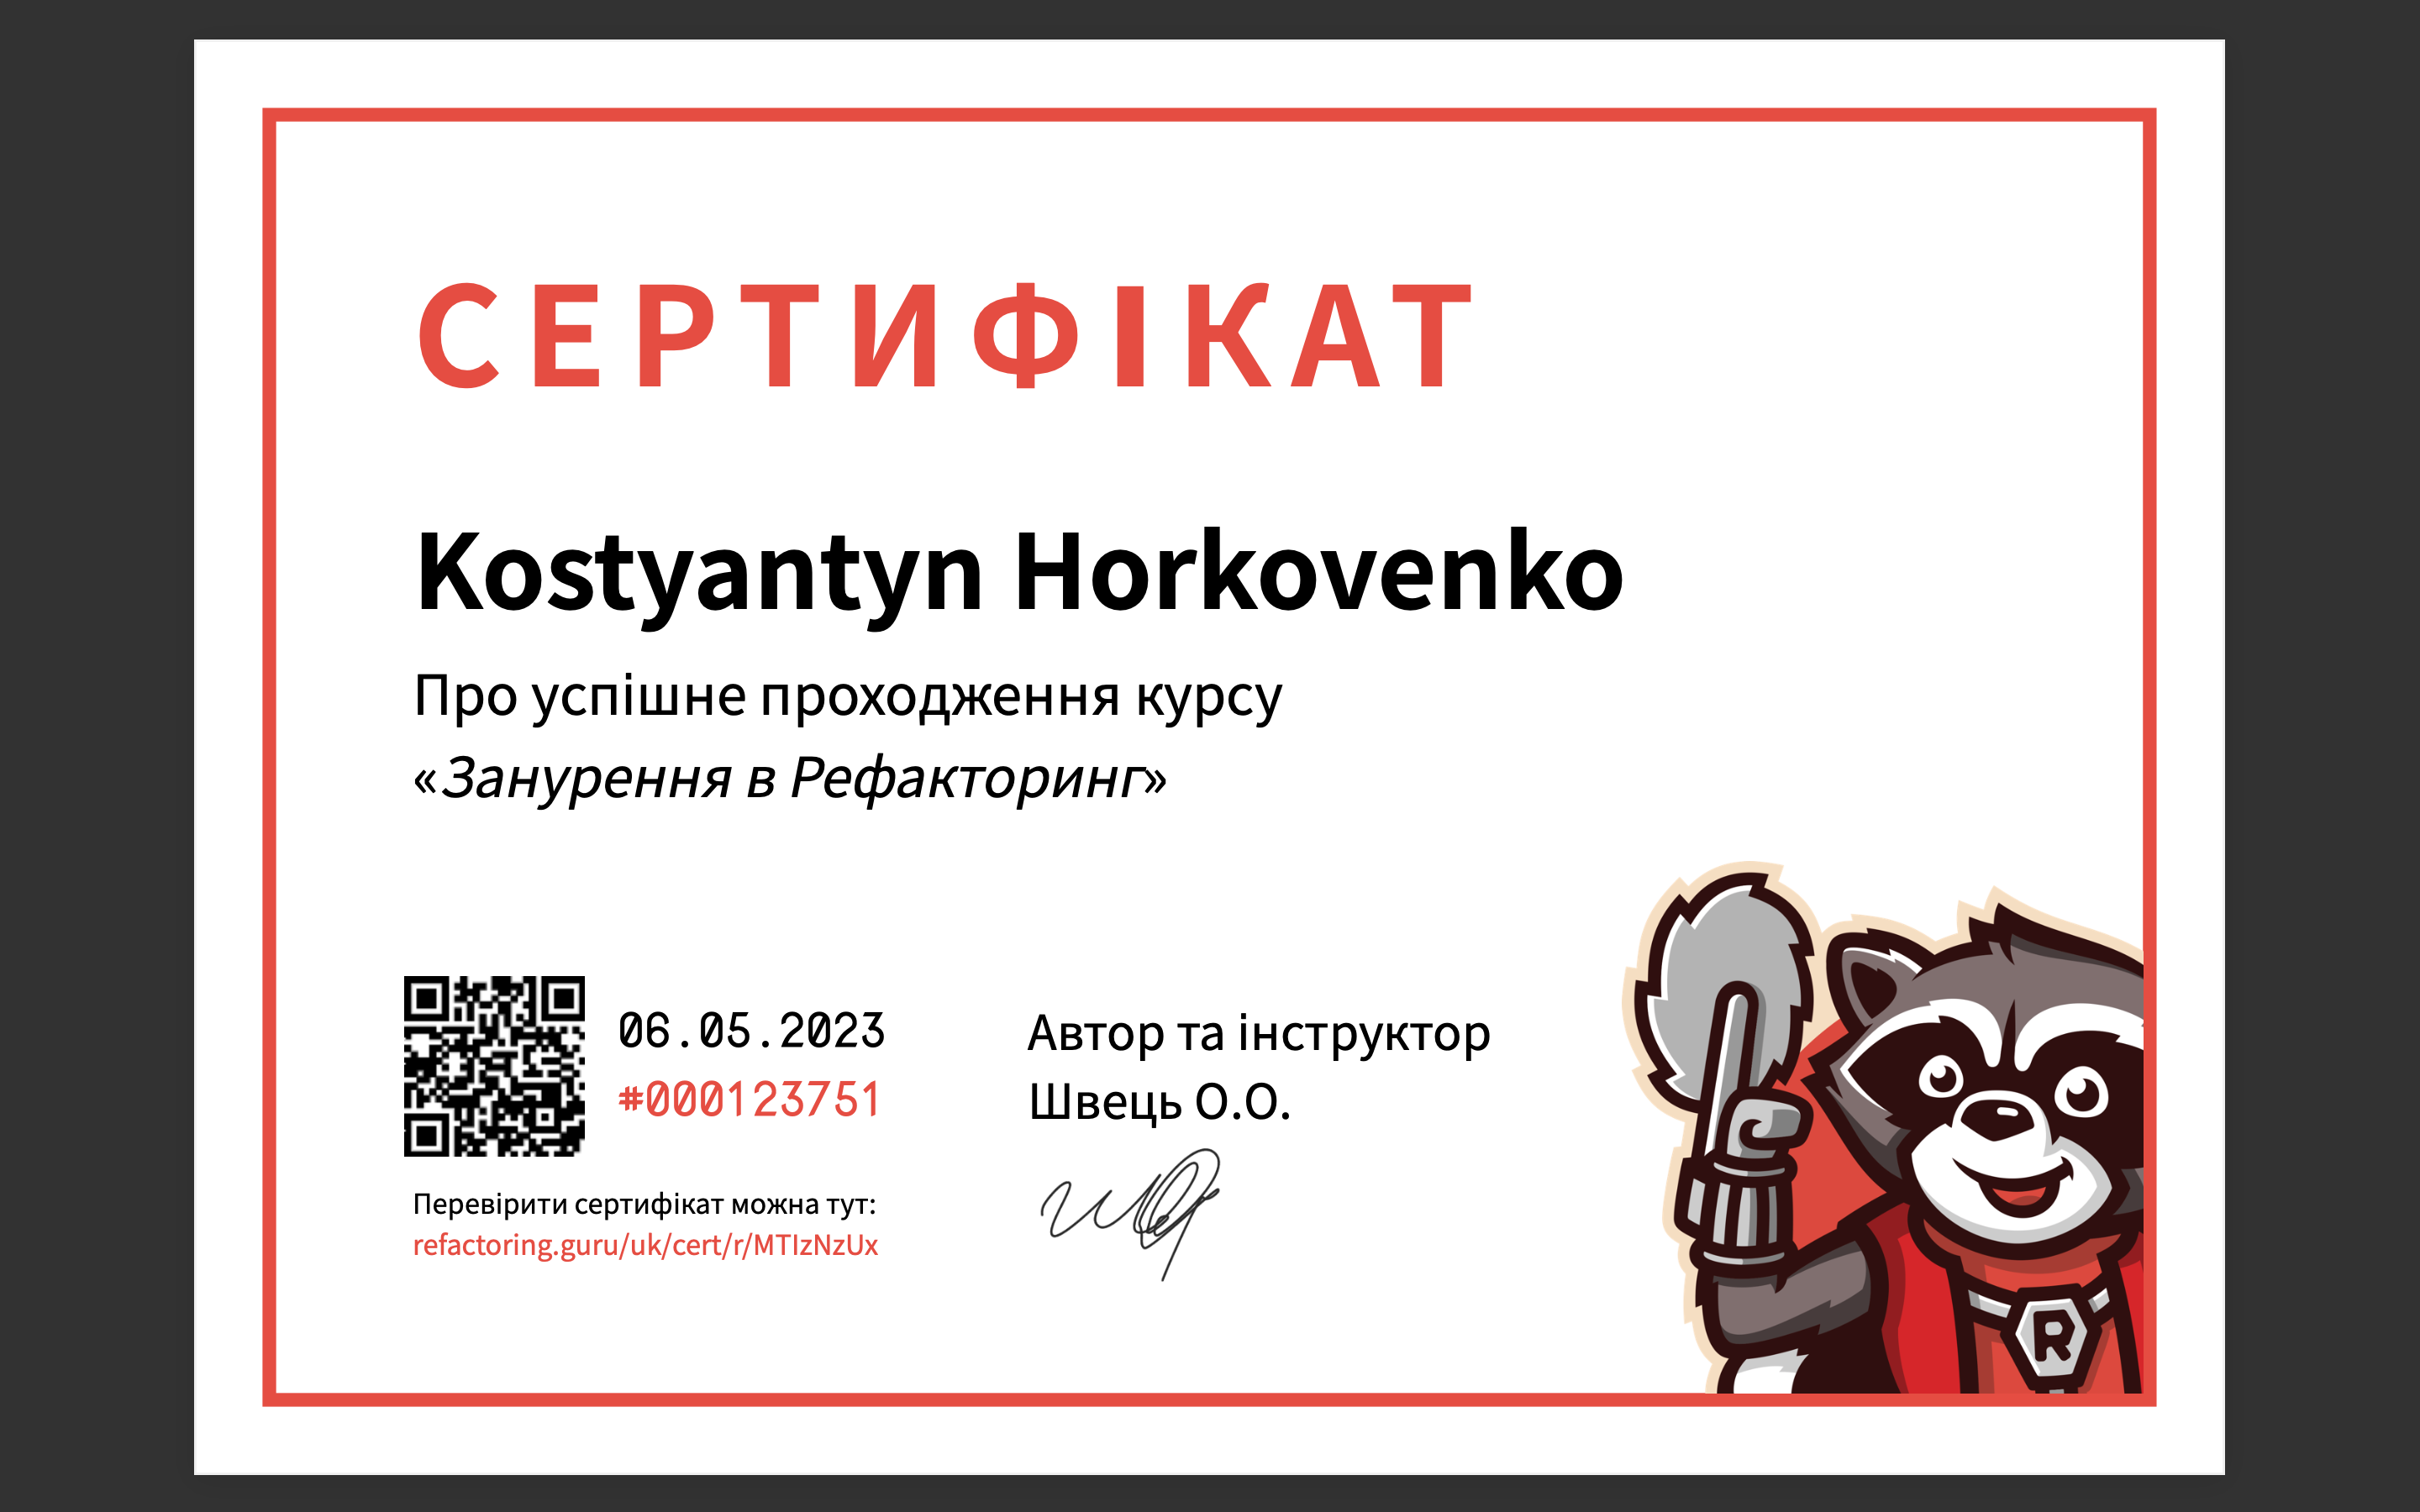 СЕРТИФІКАТ
Kostyantyn Horkovenko
Про успішне проходження курсу
«Занурення в Рефакторинг»
06.05.2023
#000123751
Перевірити сертифікат можна тут:
refactoring.guru/uk/cert/r/MTIzNzUx
Автор та інструктор
Швець О.О.
R